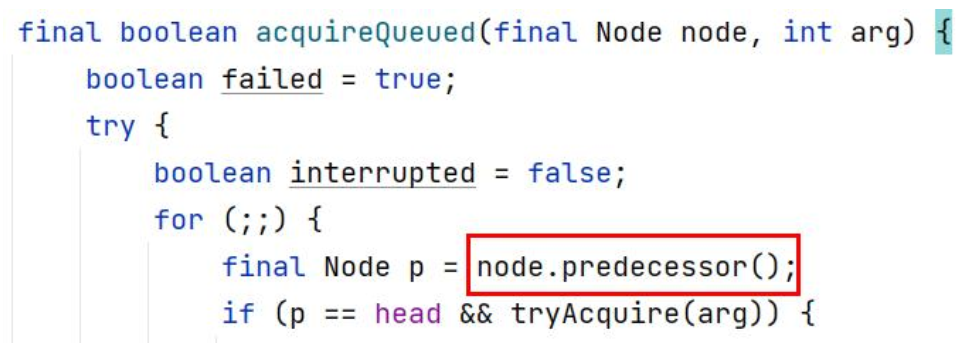 final boolean acquireQueued(final Node node, int arg) {
boolean failed = true;
try {
boolean interrupted = false;
for (;;) {
final Node p = node.predecessor();
if (p == head && tryAcquire(arg)) {